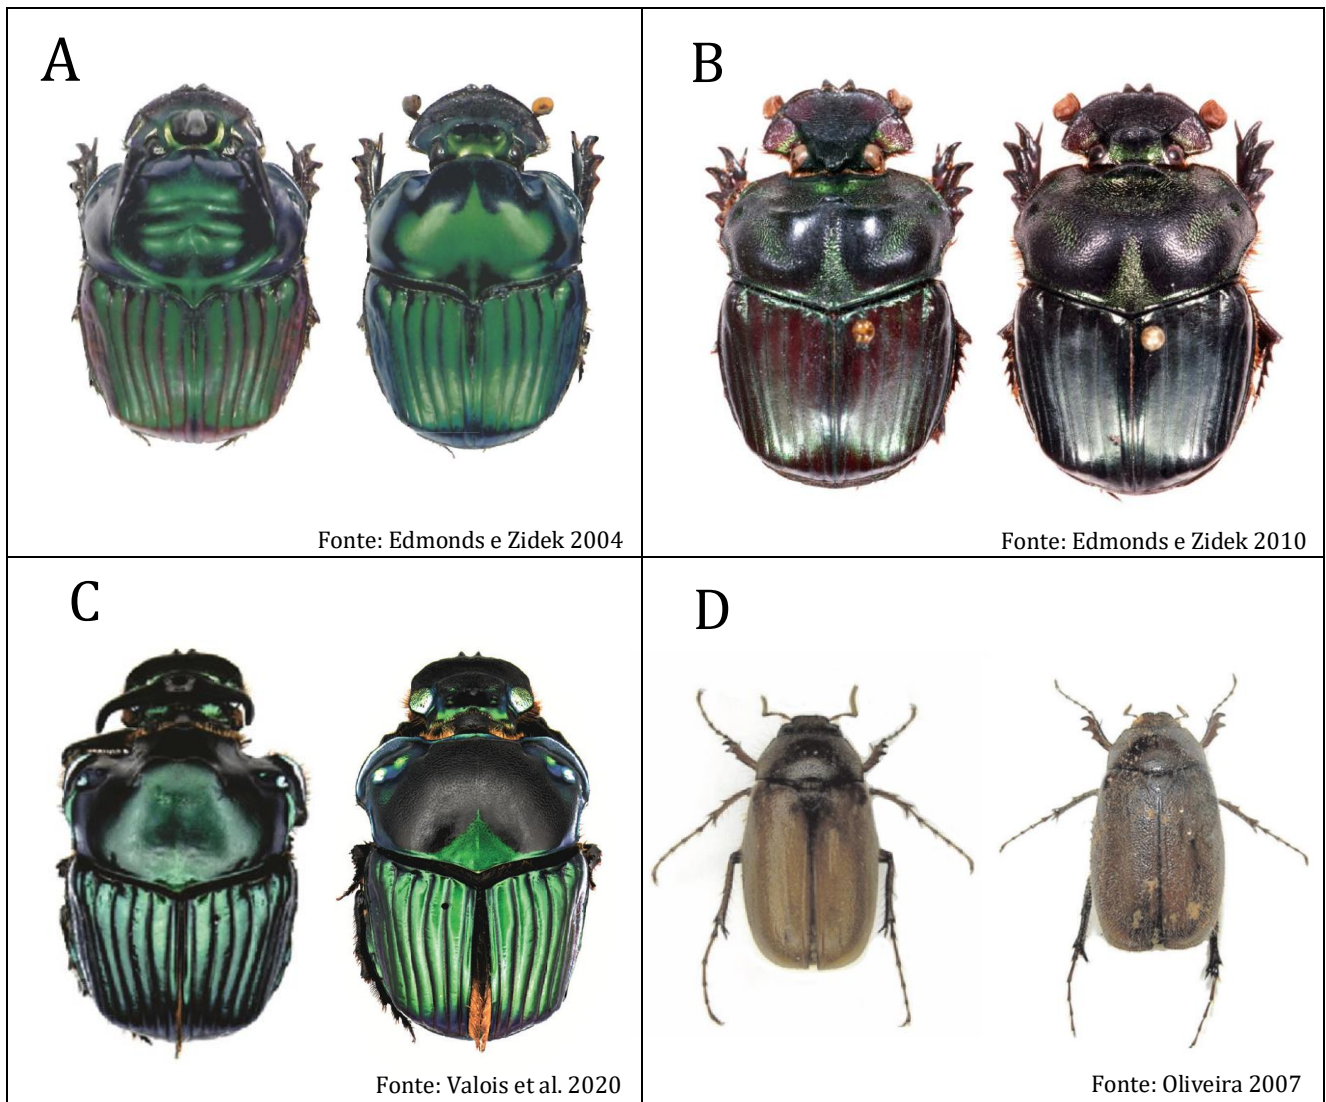 A
B
Fonte: Edmonds e Zidek 2004
Fonte: Edmonds e Zidek 2010
C
D
Fonte: Valois et al. 2020
Fonte: Oliveira 2007